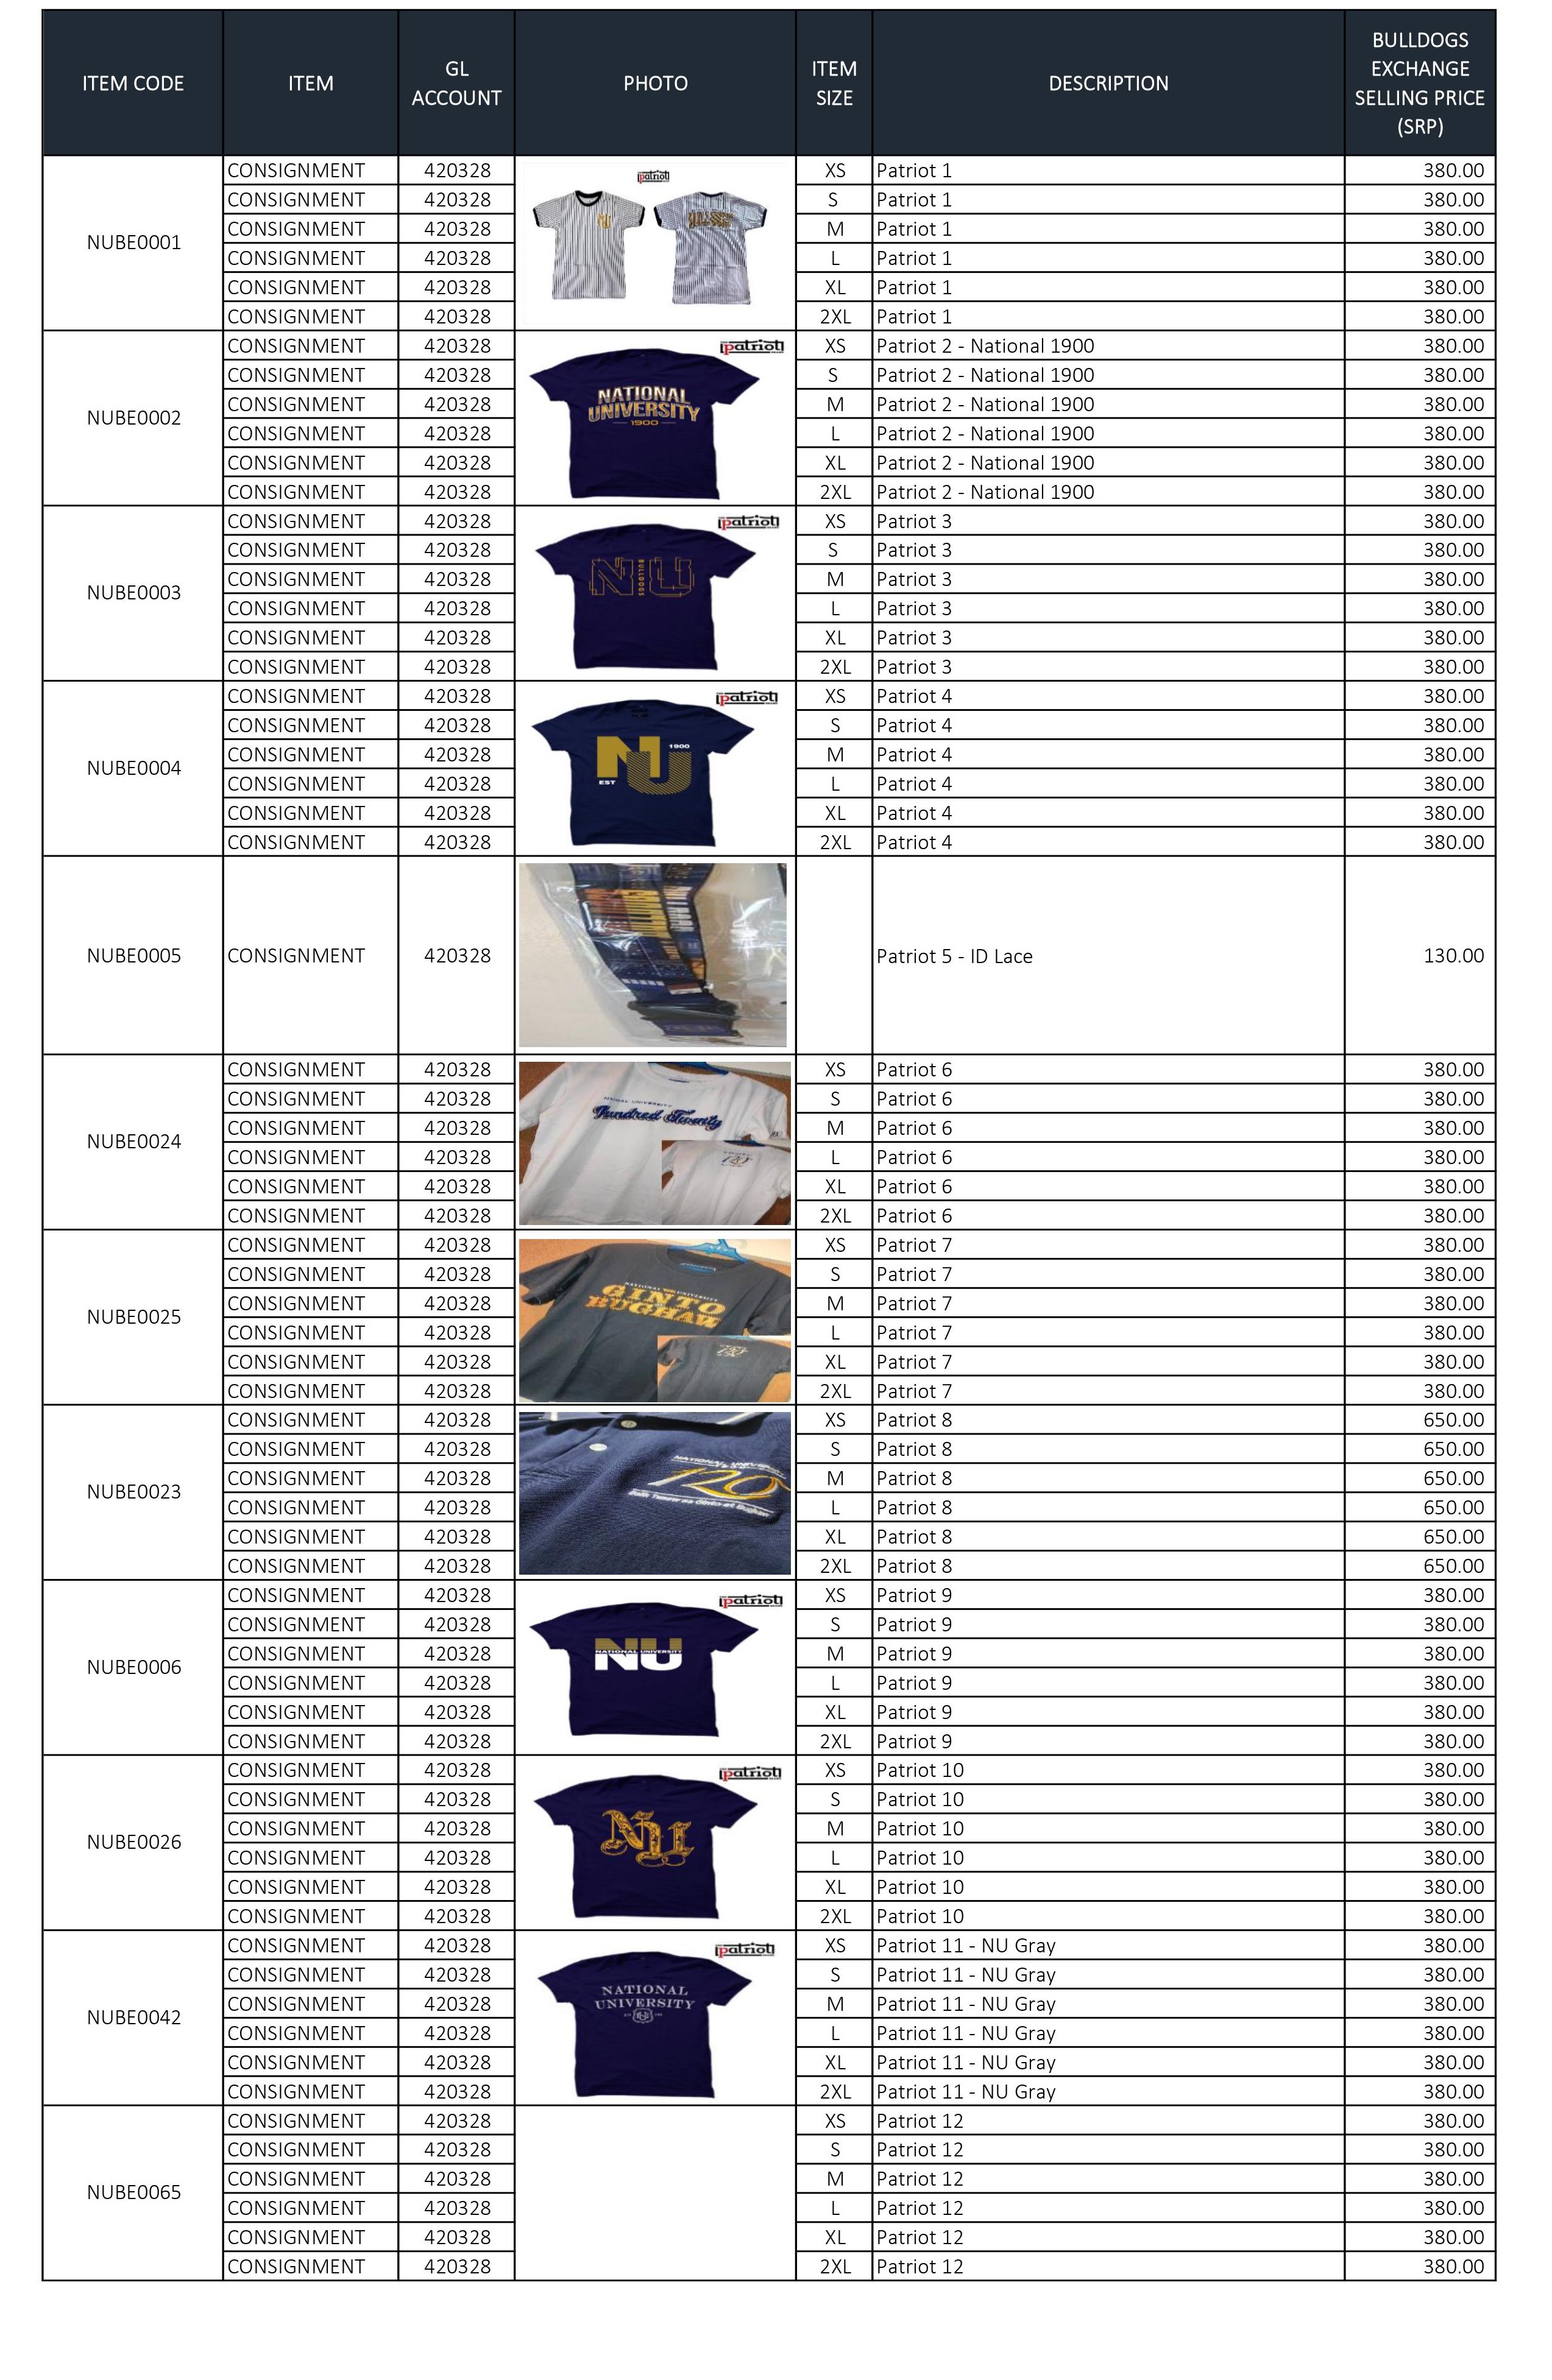 ITEM CODE ITEM GL ACCOUNT PHOTO ITEM SIZE DESCRIPTION BULLDOGS EXCHANGE SELLING PRICE (SRP)
NUBE0001
CONSIGNMENT 420328 XS Patriot 1 380.00
CONSIGNMENT 420328 S Patriot 1 380.00
CONSIGNMENT 420328 M Patriot 1 380.00
CONSIGNMENT 420328 L Patriot 1 380.00
CONSIGNMENT 420328 XL Patriot 1 380.00
CONSIGNMENT 420328 2XL Patriot 1 380.00
patriot
NU
NUBE0002
CONSIGNMENT 420328 XS Patriot 2 - National 1900 380.00
CONSIGNMENT 420328 S Patriot 2 - National 1900 380.00
CONSIGNMENT 420328 M Patriot 2 - National 1900 380.00
CONSIGNMENT 420328 L Patriot 2 - National 1900 380.00
CONSIGNMENT 420328 XL Patriot 2 - National 1900 380.00
CONSIGNMENT 420328 2XL Patriot 2 - National 1900 380.00
patriot
NATIONAL
UNIVERSITY
1900
NUBE0003
CONSIGNMENT 420328 XS Patriot 3 380.00
CONSIGNMENT 420328 S Patriot 3 380.00
CONSIGNMENT 420328 M Patriot 3 380.00
CONSIGNMENT 420328 L Patriot 3 380.00
CONSIGNMENT 420328 XL Patriot 3 380.00
CONSIGNMENT 420328 2XL Patriot 3 380.00
patriot
NU
BULLDOGS
NUBE0004
CONSIGNMENT 420328 XS Patriot 4 380.00
CONSIGNMENT 420328 S Patriot 4 380.00
CONSIGNMENT 420328 M Patriot 4 380.00
CONSIGNMENT 420328 L Patriot 4 380.00
CONSIGNMENT 420328 XL Patriot 4 380.00
CONSIGNMENT 420328 2XL Patriot 4 380.00
patriot
NU
1900
EST
NUBE0005 CONSIGNMENT 420328 Patriot 5 - ID Lace 130.00
NUBE0024
CONSIGNMENT 420328 XS Patriot 6 380.00
CONSIGNMENT 420328 S Patriot 6 380.00
CONSIGNMENT 420328 M Patriot 6 380.00
CONSIGNMENT 420328 L Patriot 6 380.00
CONSIGNMENT 420328 XL Patriot 6 380.00
CONSIGNMENT 420328 2XL Patriot 6 380.00
UNIVERSITY
Hundred Twenty
120
NUBE0025
CONSIGNMENT 420328 XS Patriot 7 380.00
CONSIGNMENT 420328 S Patriot 7 380.00
CONSIGNMENT 420328 M Patriot 7 380.00
CONSIGNMENT 420328 L Patriot 7 380.00
CONSIGNMENT 420328 XL Patriot 7 380.00
CONSIGNMENT 420328 2XL Patriot 7 380.00
NATIONAL UNIVERSITY
GINTO
BUGHAW
NUBE0023
CONSIGNMENT 420328 XS Patriot 8 650.00
CONSIGNMENT 420328 S Patriot 8 650.00
CONSIGNMENT 420328 M Patriot 8 650.00
CONSIGNMENT 420328 L Patriot 8 650.00
CONSIGNMENT 420328 XL Patriot 8 650.00
CONSIGNMENT 420328 2XL Patriot 8 650.00
NATIONAL UNIVERSITY
120
NUBE0006
CONSIGNMENT 420328 XS Patriot 9 380.00
CONSIGNMENT 420328 S Patriot 9 380.00
CONSIGNMENT 420328 M Patriot 9 380.00
CONSIGNMENT 420328 L Patriot 9 380.00
CONSIGNMENT 420328 XL Patriot 9 380.00
CONSIGNMENT 420328 2XL Patriot 9 380.00
patriot
NU
NATIONAL UNIVERSITY
NUBE0026
CONSIGNMENT 420328 XS Patriot 10 380.00
CONSIGNMENT 420328 S Patriot 10 380.00
CONSIGNMENT 420328 M Patriot 10 380.00
CONSIGNMENT 420328 L Patriot 10 380.00
CONSIGNMENT 420328 XL Patriot 10 380.00
CONSIGNMENT 420328 2XL Patriot 10 380.00
patriot
NU
NUBE0042
CONSIGNMENT 420328 XS Patriot 11 - NU Gray 380.00
CONSIGNMENT 420328 S Patriot 11 - NU Gray 380.00
CONSIGNMENT 420328 M Patriot 11 - NU Gray 380.00
CONSIGNMENT 420328 L Patriot 11 - NU Gray 380.00
CONSIGNMENT 420328 XL Patriot 11 - NU Gray 380.00
CONSIGNMENT 420328 2XL Patriot 11 - NU Gray 380.00
patriot
NATIONAL
UNIVERSITY
NUBE0065
CONSIGNMENT 420328 XS Patriot 12 380.00
CONSIGNMENT 420328 S Patriot 12 380.00
CONSIGNMENT 420328 M Patriot 12 380.00
CONSIGNMENT 420328 L Patriot 12 380.00
CONSIGNMENT 420328 XL Patriot 12 380.00
CONSIGNMENT 420328 2XL Patriot 12 380.00